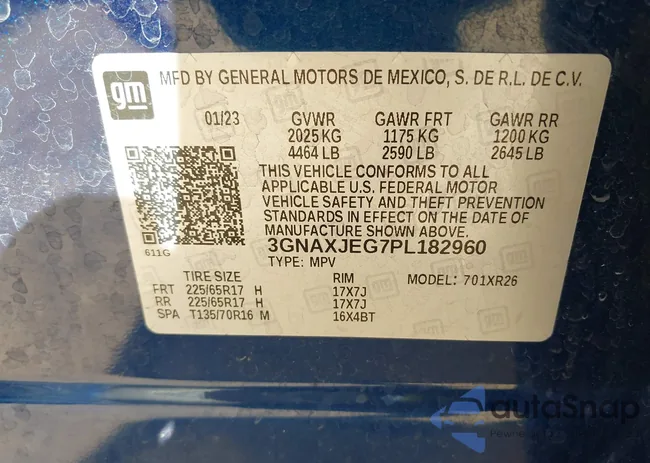 gm
MFD BY GENERAL MOTORS DE MEXICO, S. DE R.L. DE C.V.
01/23 GVWR GAWR FRT GAWR RR
2025 KG 1175 KG 1200 KG
4464 LB 2590 LB 2645 LB
THIS VEHICLE CONFORMS TO ALL
APPLICABLE U.S. FEDERAL MOTOR
VEHICLE SAFETY AND THEFT PREVENTION
STANDARDS IN EFFECT ON THE DATE OF
MANUFACTURE SHOWN ABOVE.
611G
3GNAXJEG7PL182960
TYPE: MPV
TIRE SIZE RIM MODEL: 701XR26
FRT 225/65R17 H 17X7J
RR 225/65R17 H 17X7J
SPA T135/70R16 M 16X4BT
autoSnap